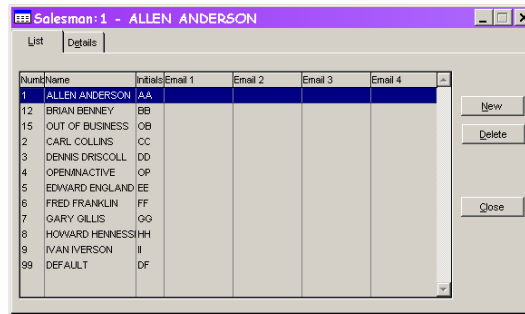 Salesman:1 - ALLEN ANDERSON
List Details
Numb Name Initials Email 1 Email 2 Email 3 Email 4
1 ALLEN ANDERSON AA
12 BRIAN BENNEY BB
15 OUT OF BUSINESS OB
2 CARL COLLINS CC
3 DENNIS DRISCOLL DD
4 OPEN/INACTIVE OP
5 EDWARD ENGLAND EE
6 FRED FRANKLIN FF
7 GARY GILLIS GG
8 HOWARD HENNESSI HH
9 IVAN IVERSON II
99 DEFAULT DF
New
Delete
Close